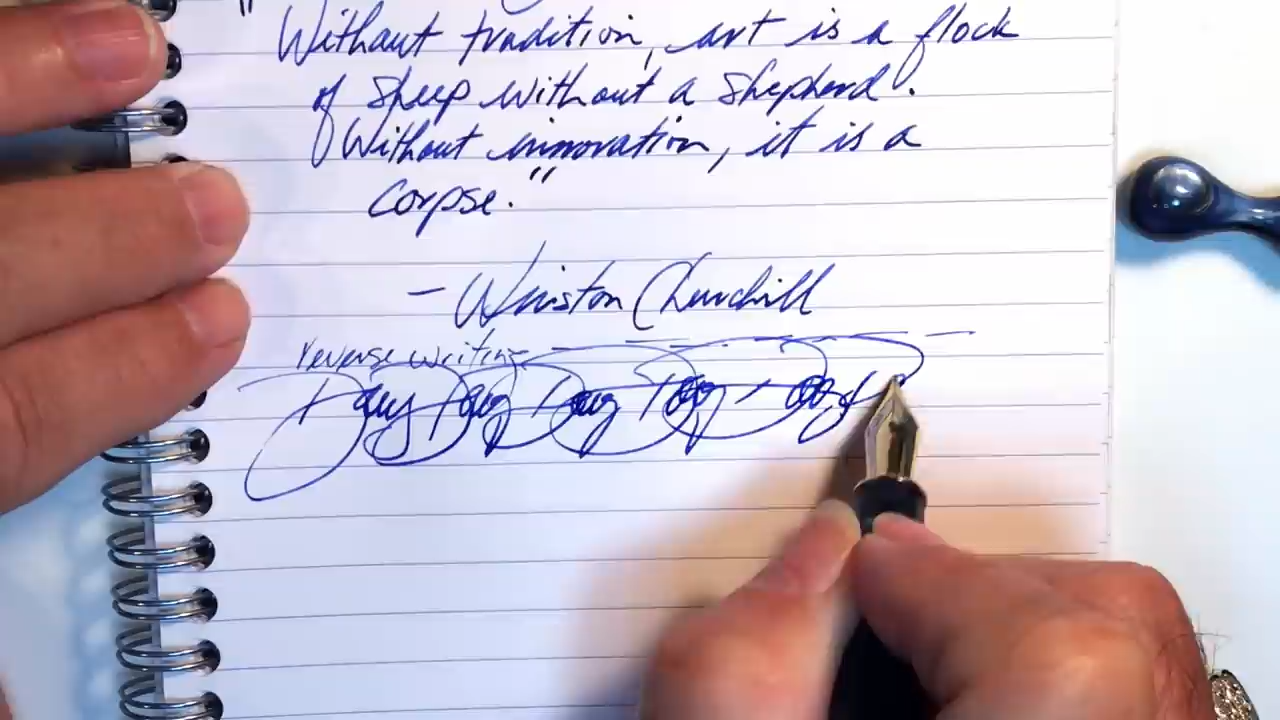 "Without tradition, art is a flock
of sheep without a shepherd.
Without innovation, it is a
corpse."
— Winston Churchill
reverse writing